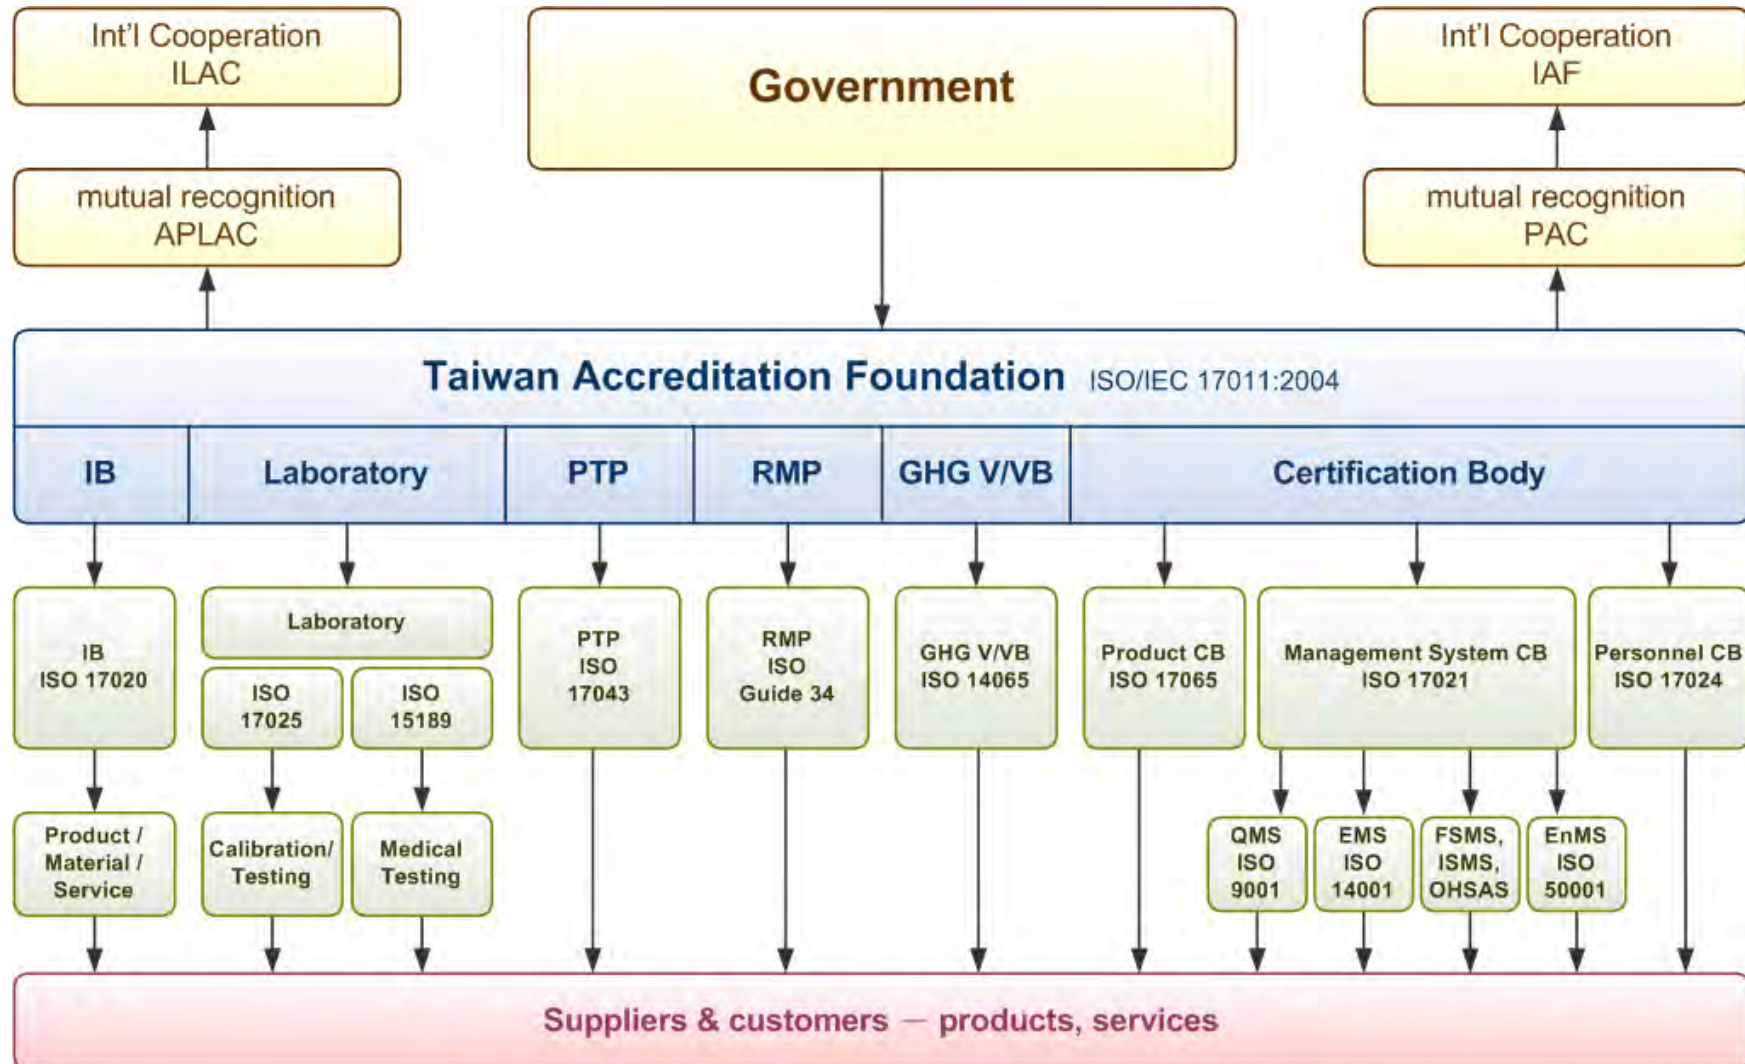 Int'l Cooperation
ILAC
Government
Int'l Cooperation
IAF
mutual recognition
APLAC
mutual recognition
PAC
Taiwan Accreditation Foundation ISO/IEC 17011:2004
IB
Laboratory
PTP
RMP
GHG V/VB
Certification Body
IB
ISO 17020
Laboratory
ISO
17025
ISO
15189
PTP
ISO
17043
RMP
ISO
Guide 34
GHG V/VB
ISO 14065
Product CB
ISO 17065
Management System CB
ISO 17021
Personnel CB
ISO 17024
Product /
Material /
Service
Calibration/
Testing
Medical
Testing
QMS
ISO
9001
EMS
ISO
14001
FSMS,
ISMS,
OHSAS
EnMS
ISO
50001
Suppliers & customers — products, services